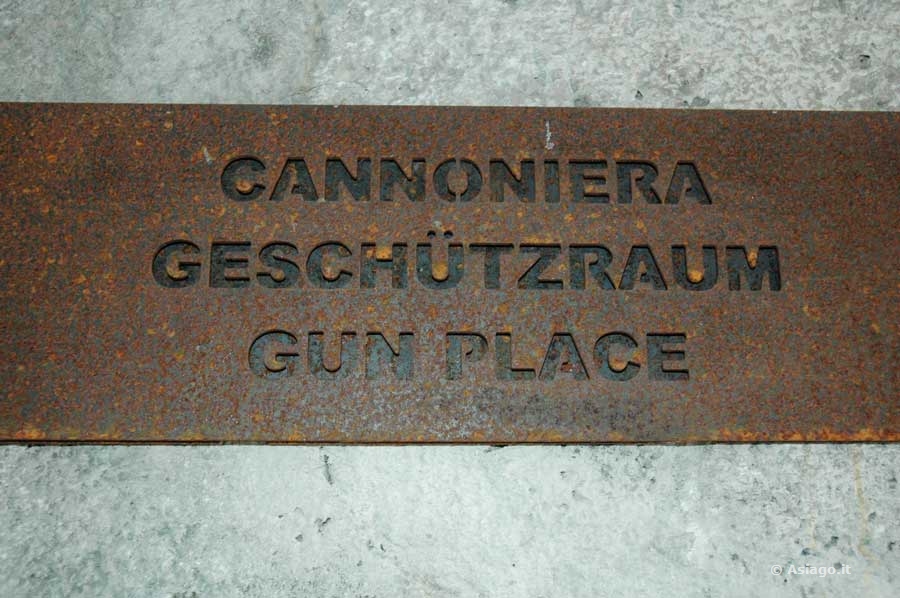 CANNONIERA
GESCHÜTZRAUM
GUN PLACE
© Asiago.it